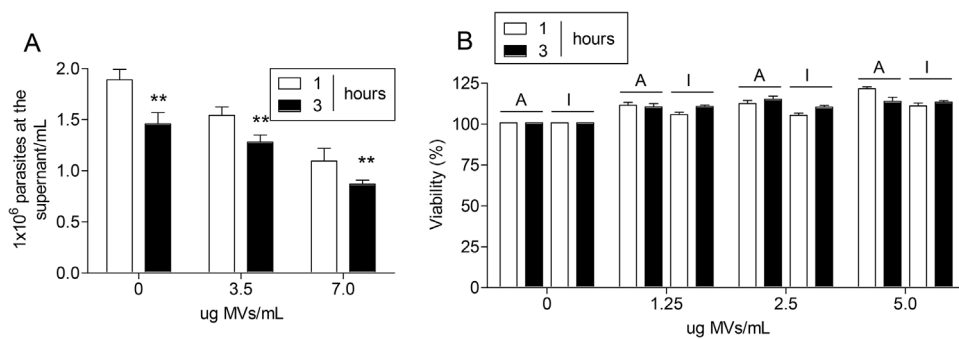 A
1
3
hours
2.0
1.5
1.0
0.5
0.0
**
**
**
0
3.5
7.0
1x10⁶ parasites at the
supernant/mL
ug MVs/mL
B
1
3
hours
125
100
75
50
25
0
A I A I A I A I
0
1.25
2.5
5.0
Viability (%)
ug MVs/mL